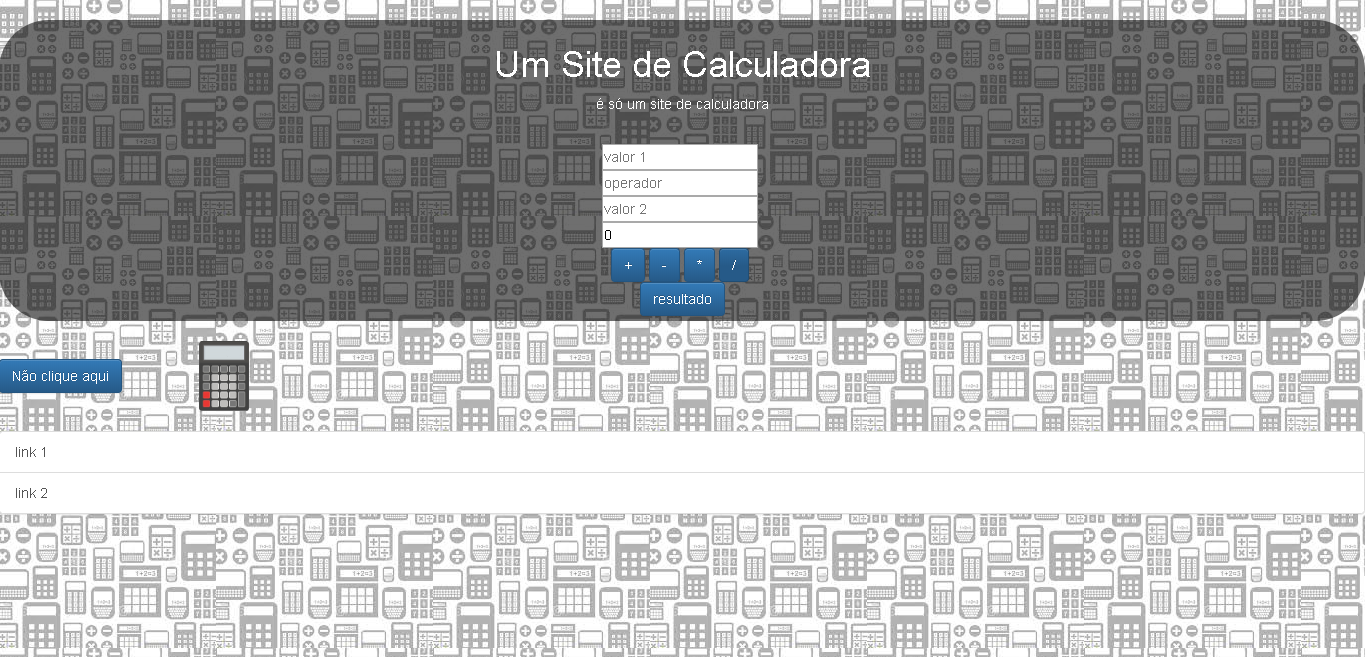 Um Site de Calculadora
é só um site de calculadora
valor 1
operador
valor 2
0
+ - * /
resultado
Não clique aqui
link 1
link 2